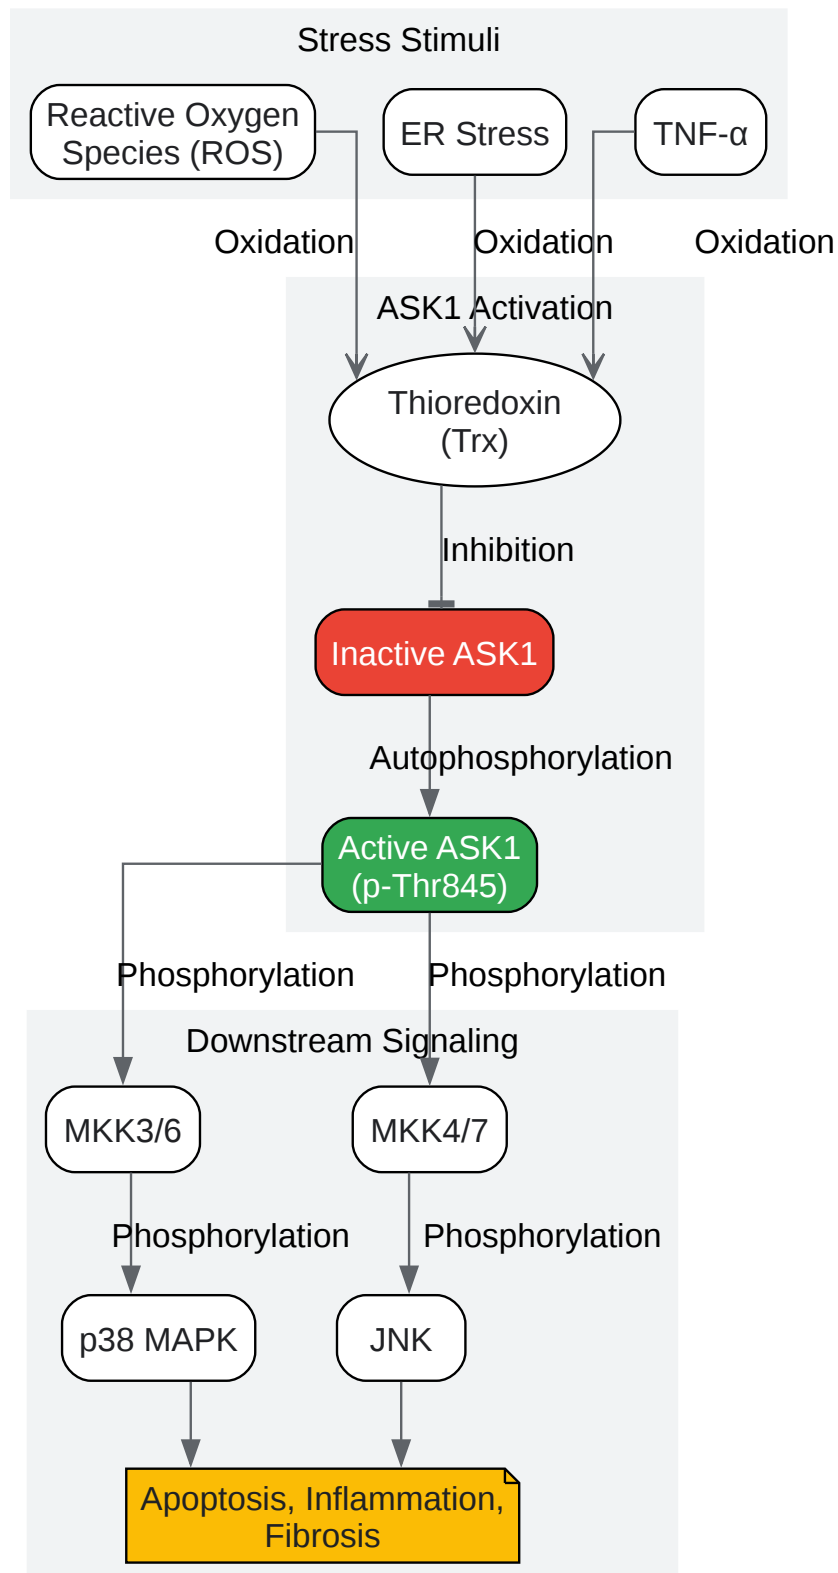 Stress Stimuli
Reactive Oxygen
Species (ROS)
ER Stress
TNF-α
Oxidation
Oxidation
Oxidation
ASK1 Activation
Thioredoxin
(Trx)
Inhibition
Inactive ASK1
Autophosphorylation
Active ASK1
(p-Thr845)
Phosphorylation
Phosphorylation
Downstream Signaling
MKK3/6
MKK4/7
Phosphorylation
Phosphorylation
p38 MAPK
JNK
Apoptosis, Inflammation,
Fibrosis